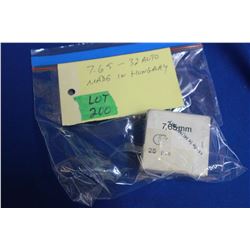 7.65 - 32 AUTO
MADE IN HUNGARY
LOT
200
7.65mm
25